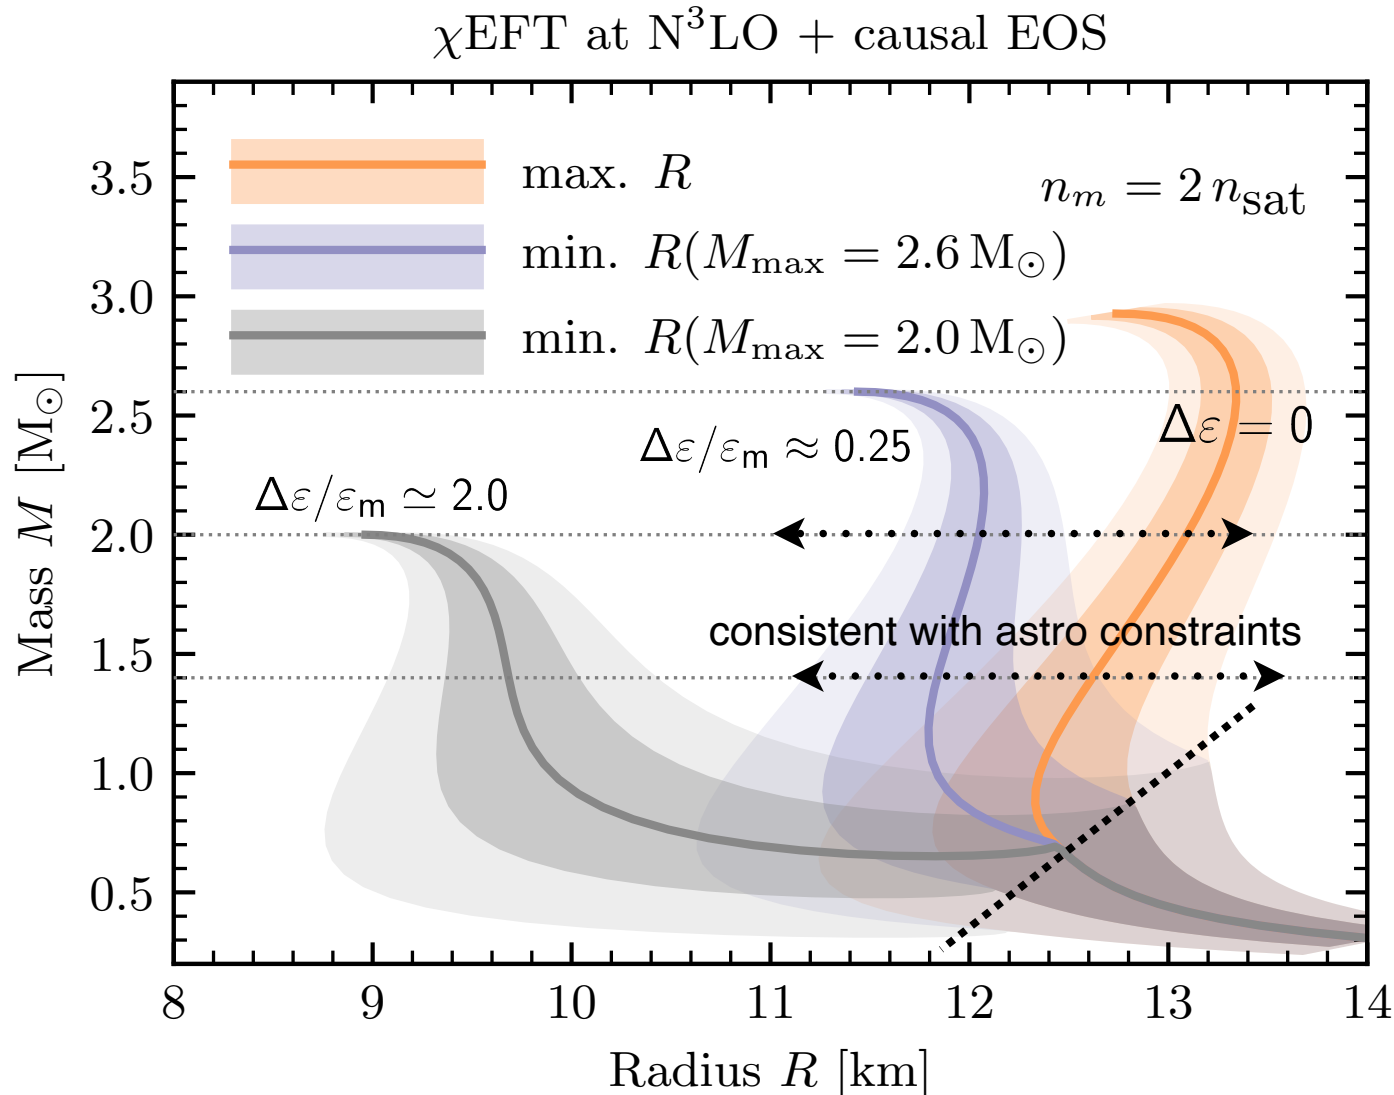 χEFT at N³LO + causal EOS
max. R
n_m = 2 n_sat
min. R(M_max = 2.6 M_⊙)
min. R(M_max = 2.0 M_⊙)
Δε = 0
Δε/ε_m ≈ 0.25
Δε/ε_m ≃ 2.0
consistent with astro constraints
Mass M [M_⊙]
3.5
3.0
2.5
2.0
1.5
1.0
0.5
8 9 10 11 12 13 14
Radius R [km]